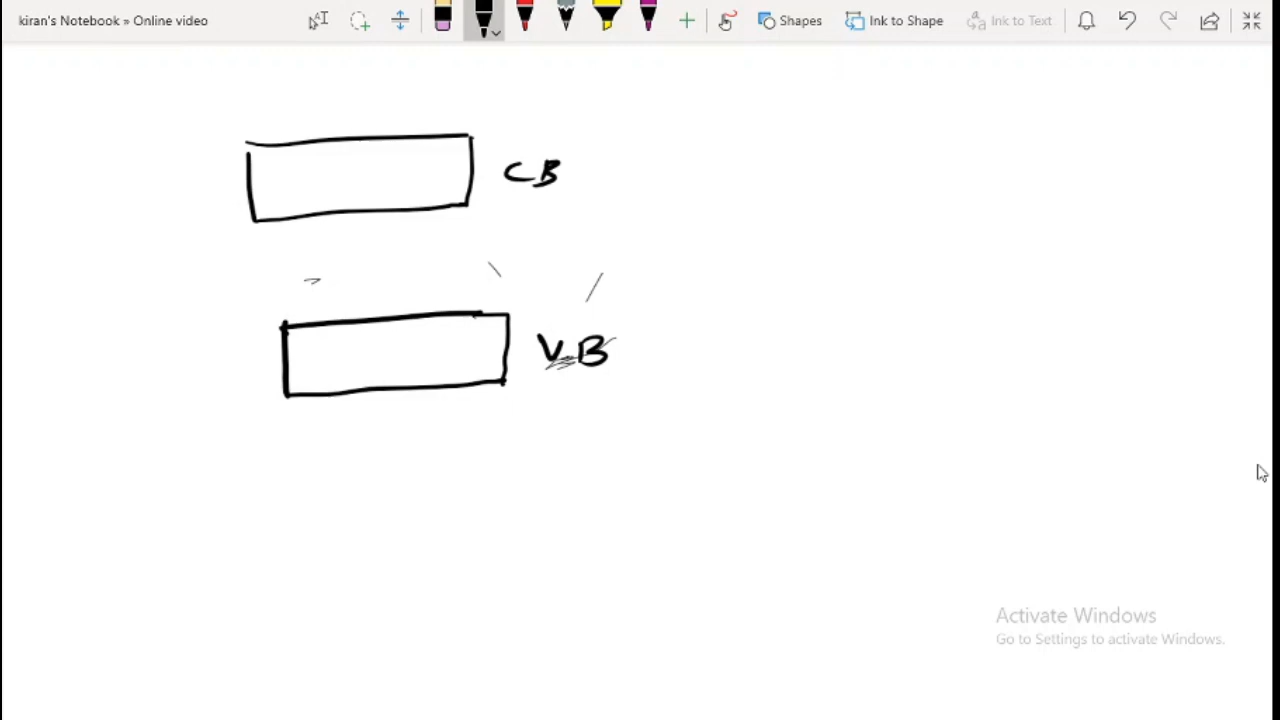 kiran's Notebook » Online video
Shapes
Ink to Shape
Ink to Text
CB
VB
Activate Windows
Go to Settings to activate Windows.